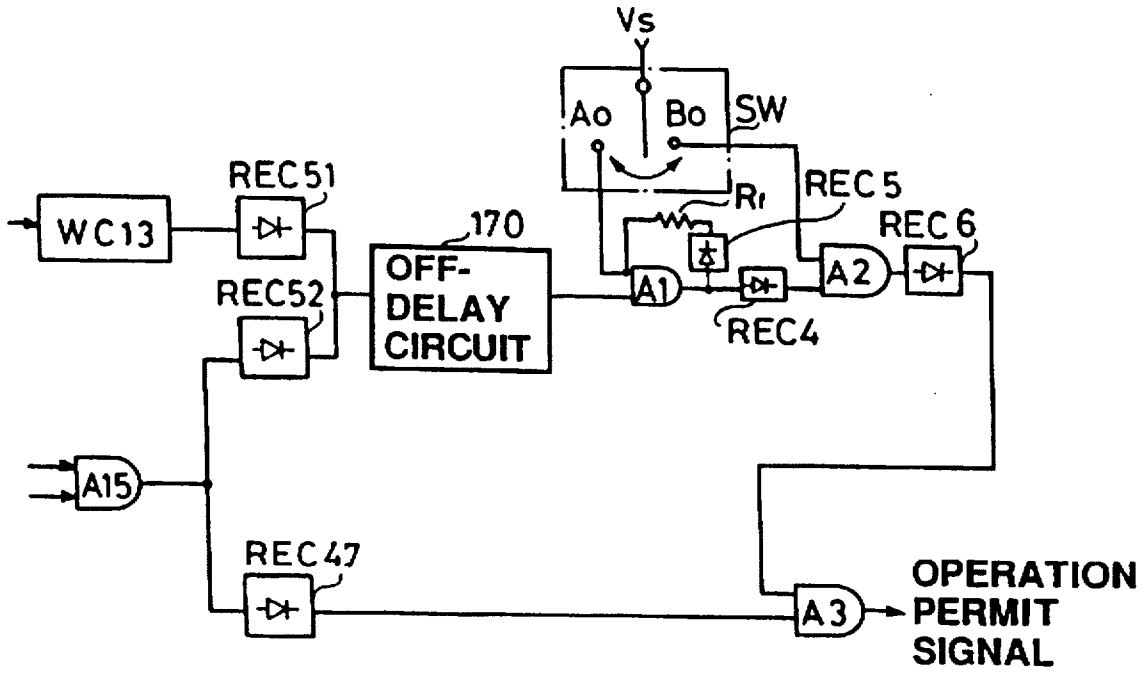 Vs
Ao Bo SW
REC51
WC13
REC52
170
OFF-
DELAY
CIRCUIT
Rr
REC5
A1
REC4
A2
REC6
A15
REC47
A3
OPERATION
PERMIT
SIGNAL